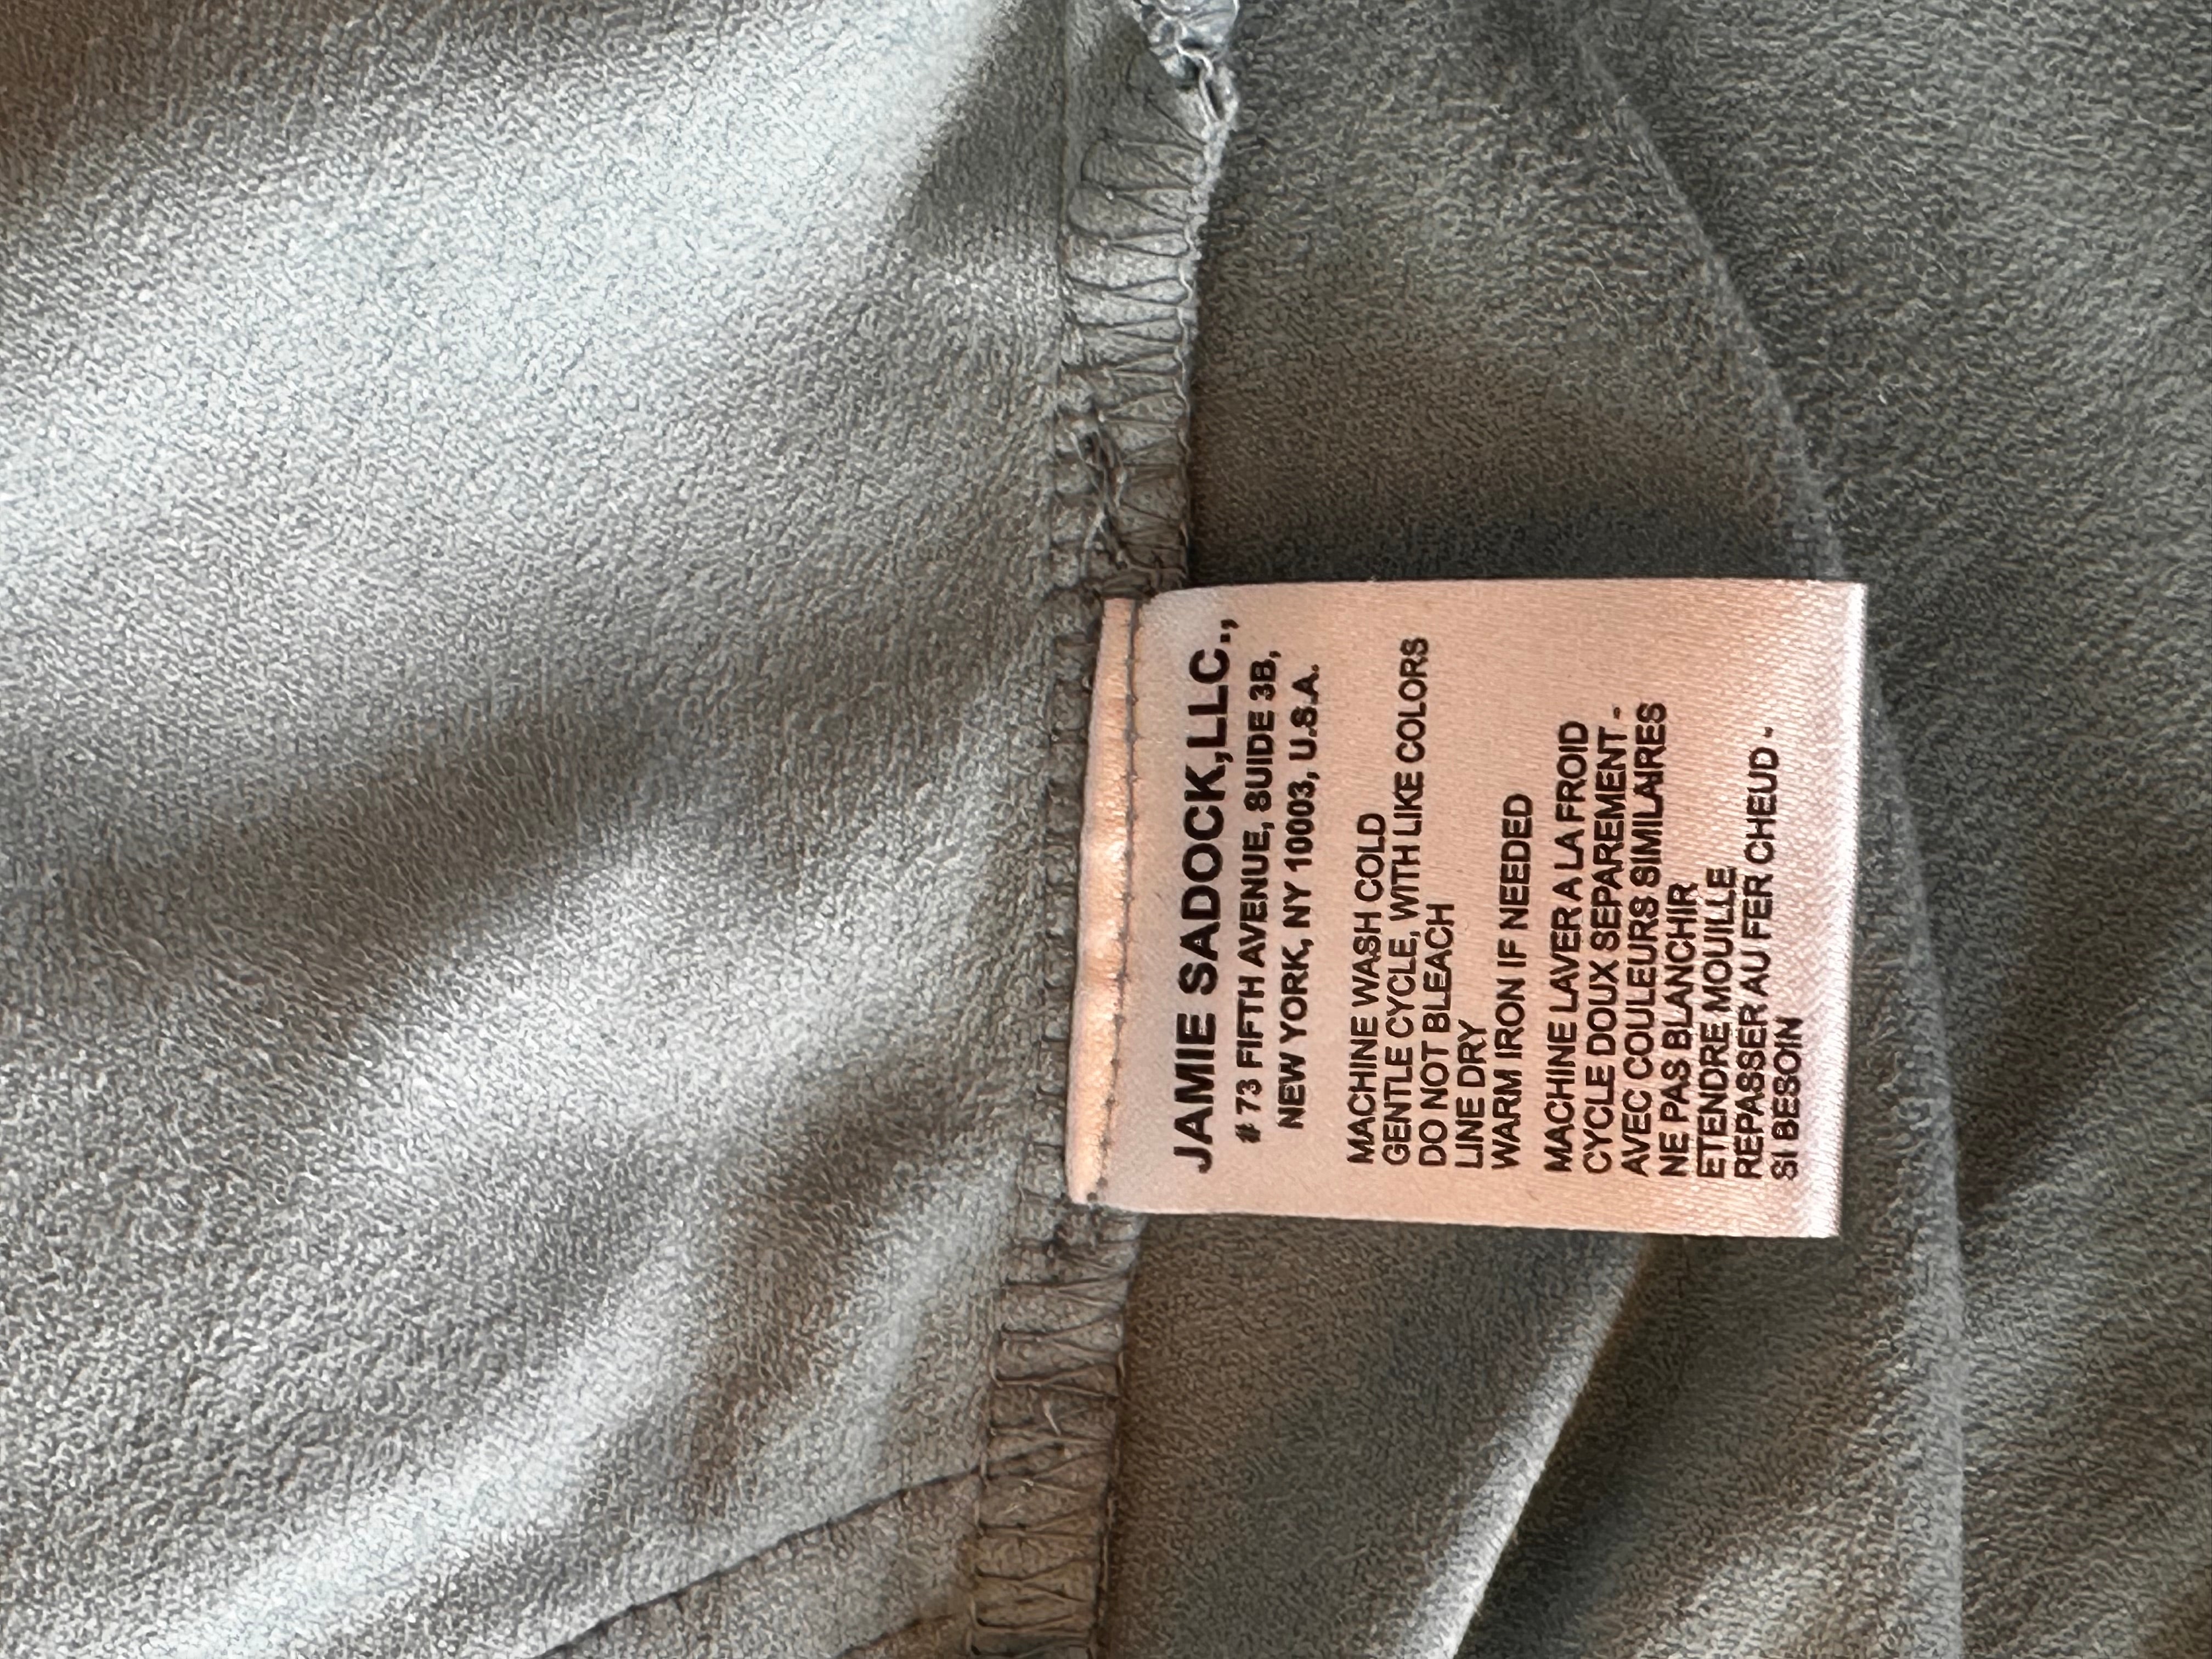 JAMIE SADOCK,LLC.,
# 73 FIFTH AVENUE, SUIDE 3B,
NEW YORK, NY 10003, U.S.A.
MACHINE WASH COLD
GENTLE CYCLE, WITH LIKE COLORS
DO NOT BLEACH
LINE DRY
WARM IRON IF NEEDED
MACHINE LAVER A LA FROID
CYCLE DOUX SEPAREMENT.-
AVEC COULEURS SIMILAIRES
NE PAS BLANCHIR
ETENDRE MOUILLE
REPASSER AU FER CHEUD -
SI BESOIN